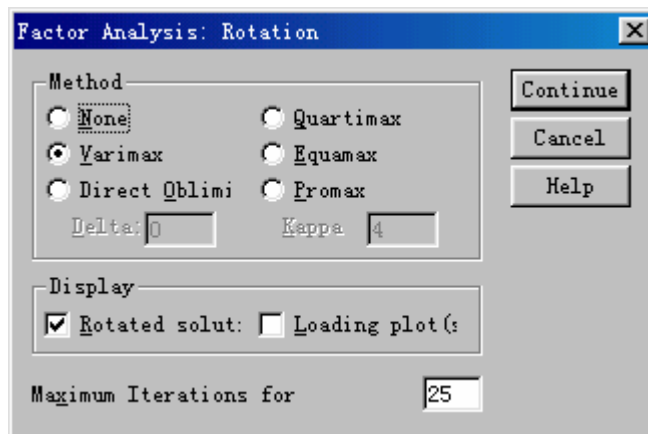 Factor Analysis: Rotation
Method
None
Quartimax
Varimax
Equamax
Direct Oblimi
Promax
Delta: 0
Kappa 4
Display
Rotated solut:
Loading plot(s
Maximum Iterations for 25
Continue
Cancel
Help